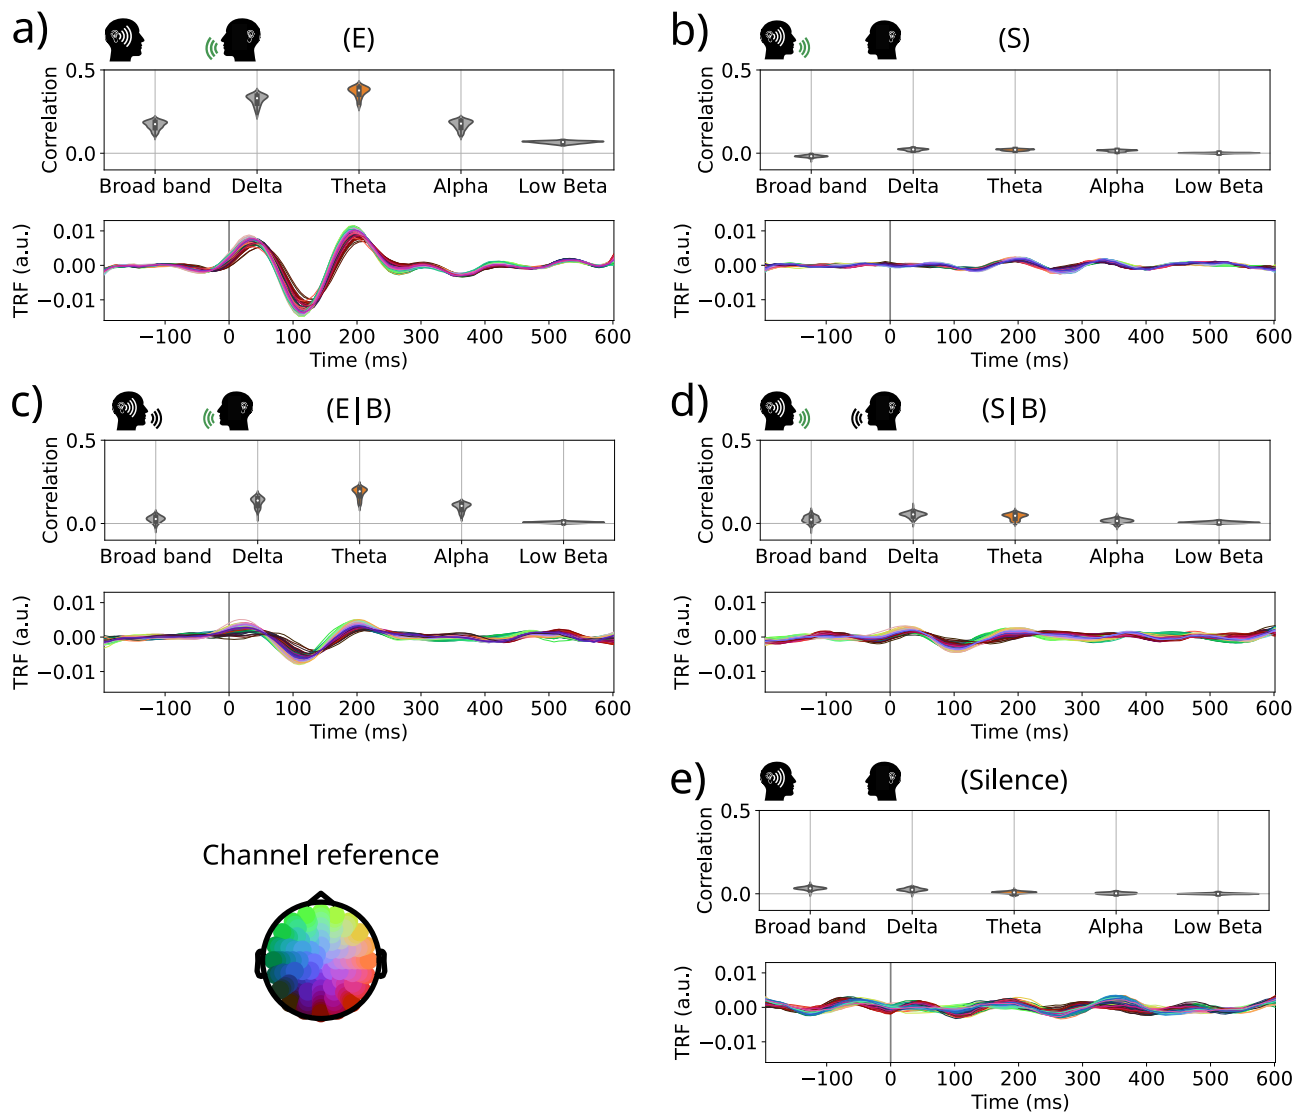 a) (E)
0.5
0.0
Correlation
Broad band Delta Theta Alpha Low Beta
0.01
0.00
−0.01
TRF (a.u.)
−100 0 100 200 300 400 500 600
Time (ms)
b) (S)
0.5
0.0
Correlation
Broad band Delta Theta Alpha Low Beta
0.01
0.00
−0.01
TRF (a.u.)
−100 0 100 200 300 400 500 600
Time (ms)
c) (E|B)
0.5
0.0
Correlation
Broad band Delta Theta Alpha Low Beta
0.01
0.00
−0.01
TRF (a.u.)
−100 0 100 200 300 400 500 600
Time (ms)
d) (S|B)
0.5
0.0
Correlation
Broad band Delta Theta Alpha Low Beta
0.01
0.00
−0.01
TRF (a.u.)
−100 0 100 200 300 400 500 600
Time (ms)
Channel reference
e) (Silence)
0.5
0.0
Correlation
Broad band Delta Theta Alpha Low Beta
0.01
0.00
−0.01
TRF (a.u.)
−100 0 100 200 300 400 500 600
Time (ms)